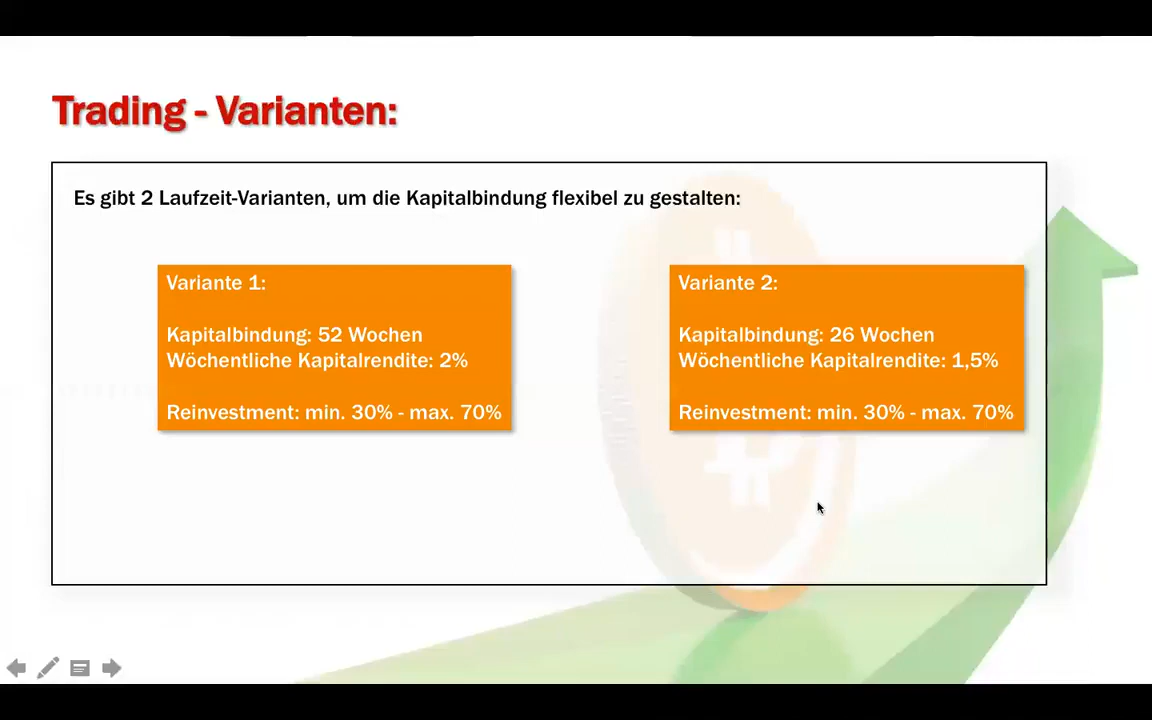 Trading - Varianten:
Es gibt 2 Laufzeit-Varianten, um die Kapitalbindung flexibel zu gestalten:
Variante 1:
Kapitalbindung: 52 Wochen
Wöchentliche Kapitalrendite: 2%
Reinvestment: min. 30% - max. 70%
Variante 2:
Kapitalbindung: 26 Wochen
Wöchentliche Kapitalrendite: 1,5%
Reinvestment: min. 30% - max. 70%